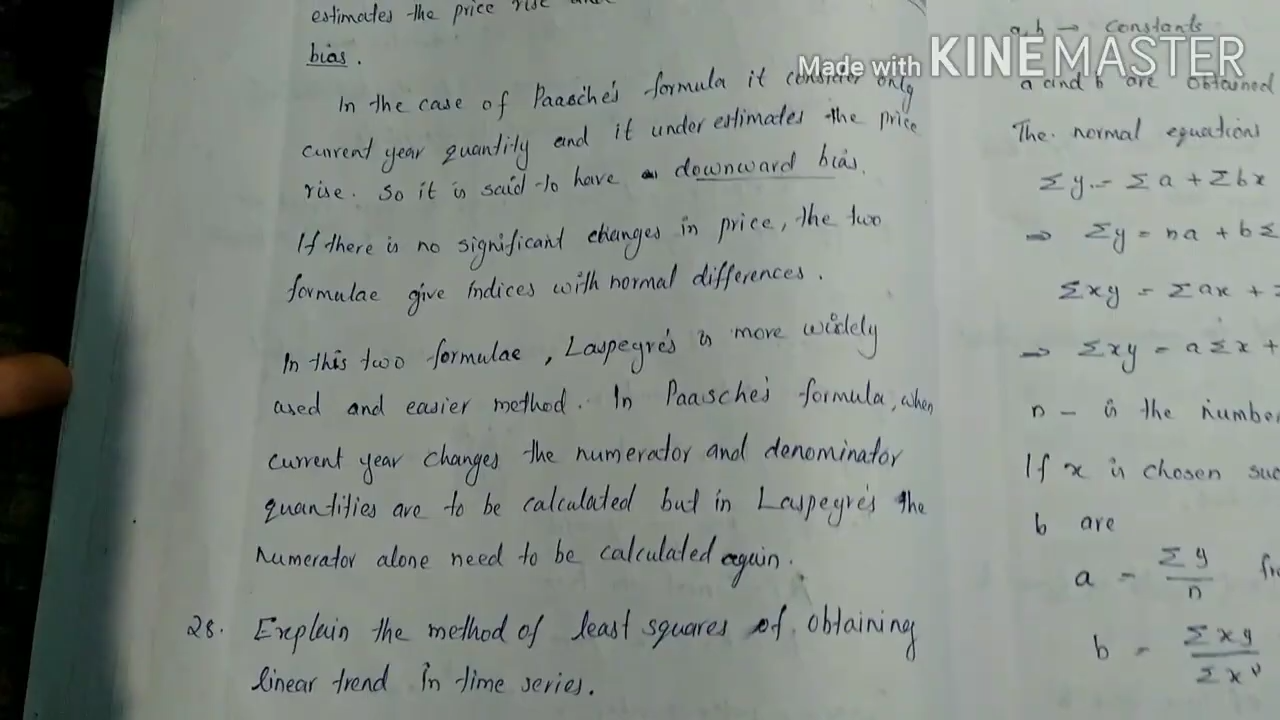 estimates the price rise
bias.
In the case of Paasche's formula it consider only
current year quantity and it under estimates the price
rise. So it is said to have a downward bias.
If there is no significant changes in price, the two
formulae give indices with normal differences.
In this two formulae, Laspegre's is more widely
used and easier method. In Paasche's formula, when
current year changes the numerator and denominator
quantities are to be calculated but in Laspegre's the
numerator alone need to be calculated again.
28. Explain the method of least squares of obtaining
linear trend in time series.
a, b → constants
Made with KINEMASTER
a and b are obtained
The normal equations
Σy = Σa + Σbx
⇒ Σy = na + bΣ
Σxy = Σax +
⇒ Σxy = aΣx +
n - is the number
If x is chosen suc
b are
a = Σy / n
b = Σxy / Σx²